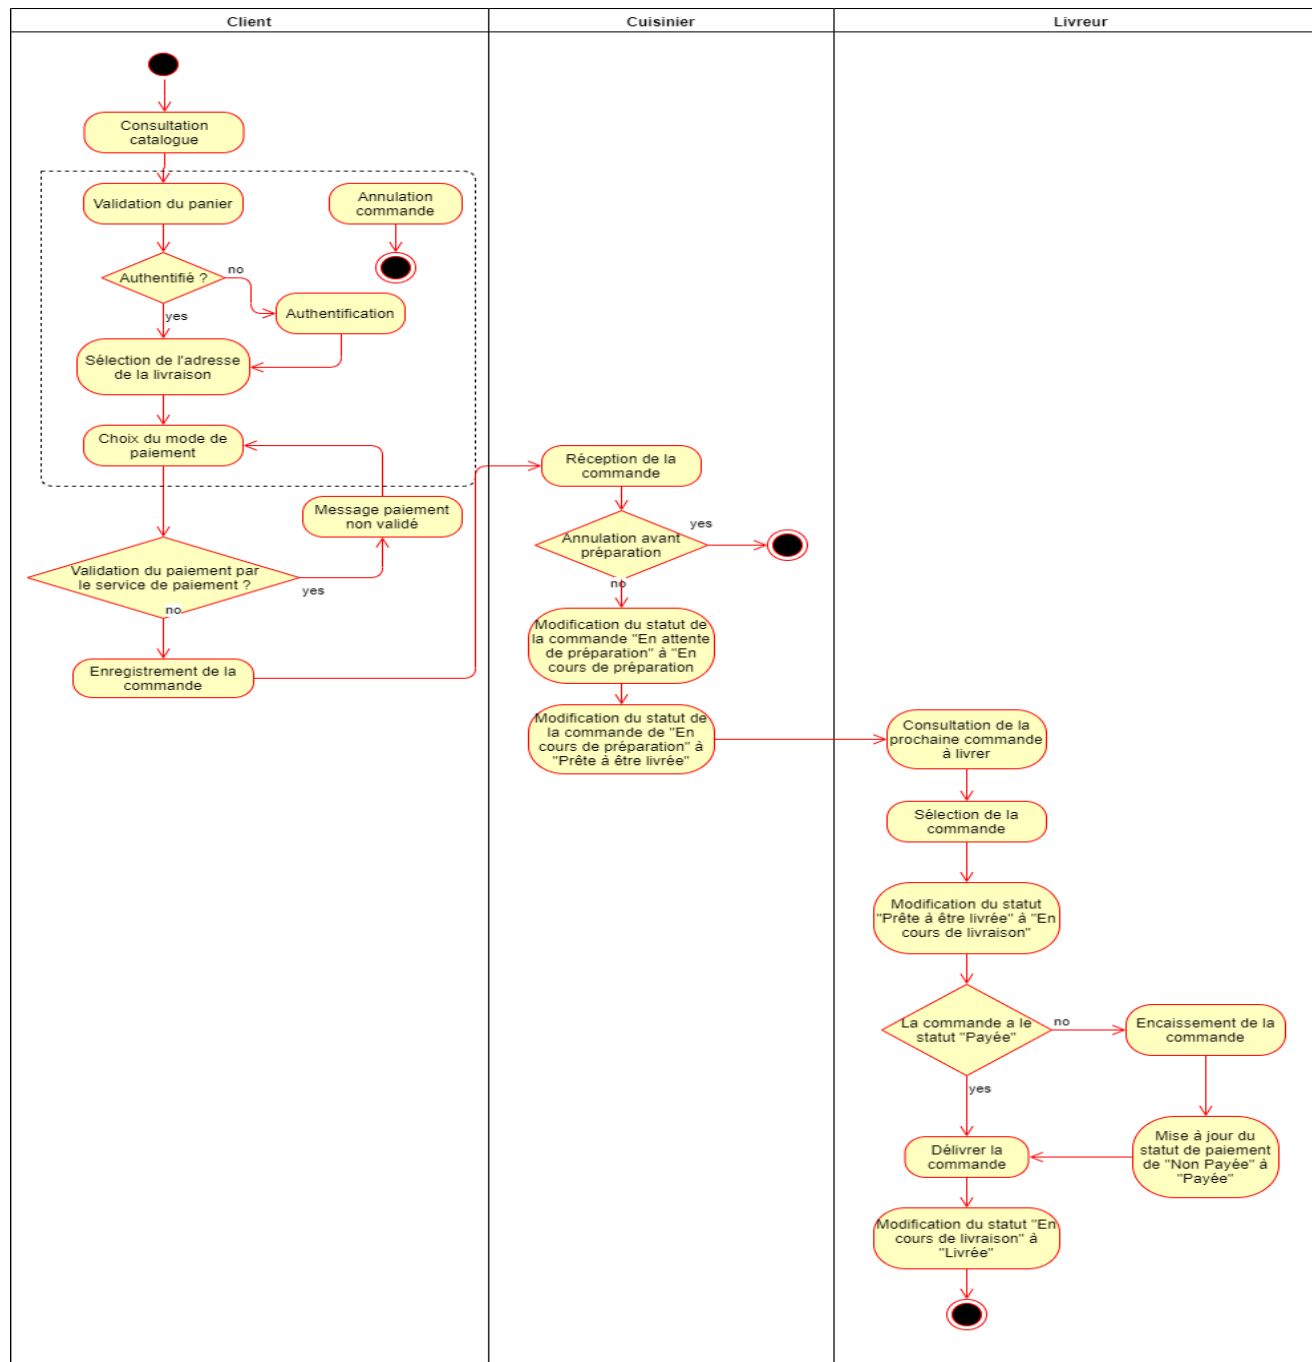 Client
Cuisinier
Livreur
Consultation
catalogue
Validation du panier
Annulation
commande
Authentifié ?
no
yes
Authentification
Sélection de l'adresse
de la livraison
Choix du mode de
paiement
Message paiement
non validé
Validation du paiement par
le service de paiement ?
yes
no
Enregistrement de la
commande
Réception de la
commande
Annulation avant
préparation
yes
no
Modification du statut de
la commande "En attente
de préparation" à "En
cours de préparation
Modification du statut de
la commande de "En
cours de préparation" à
"Prête à être livrée"
Consultation de la
prochaine commande
à livrer
Sélection de la
commande
Modification du statut
"Prête à être livrée" à "En
cours de livraison"
La commande a le
statut "Payée"
no
yes
Encaissement de la
commande
Mise à jour du
statut de paiement
de "Non Payée" à
"Payée"
Délivrer la
commande
Modification du statut "En
cours de livraison" à
"Livrée"